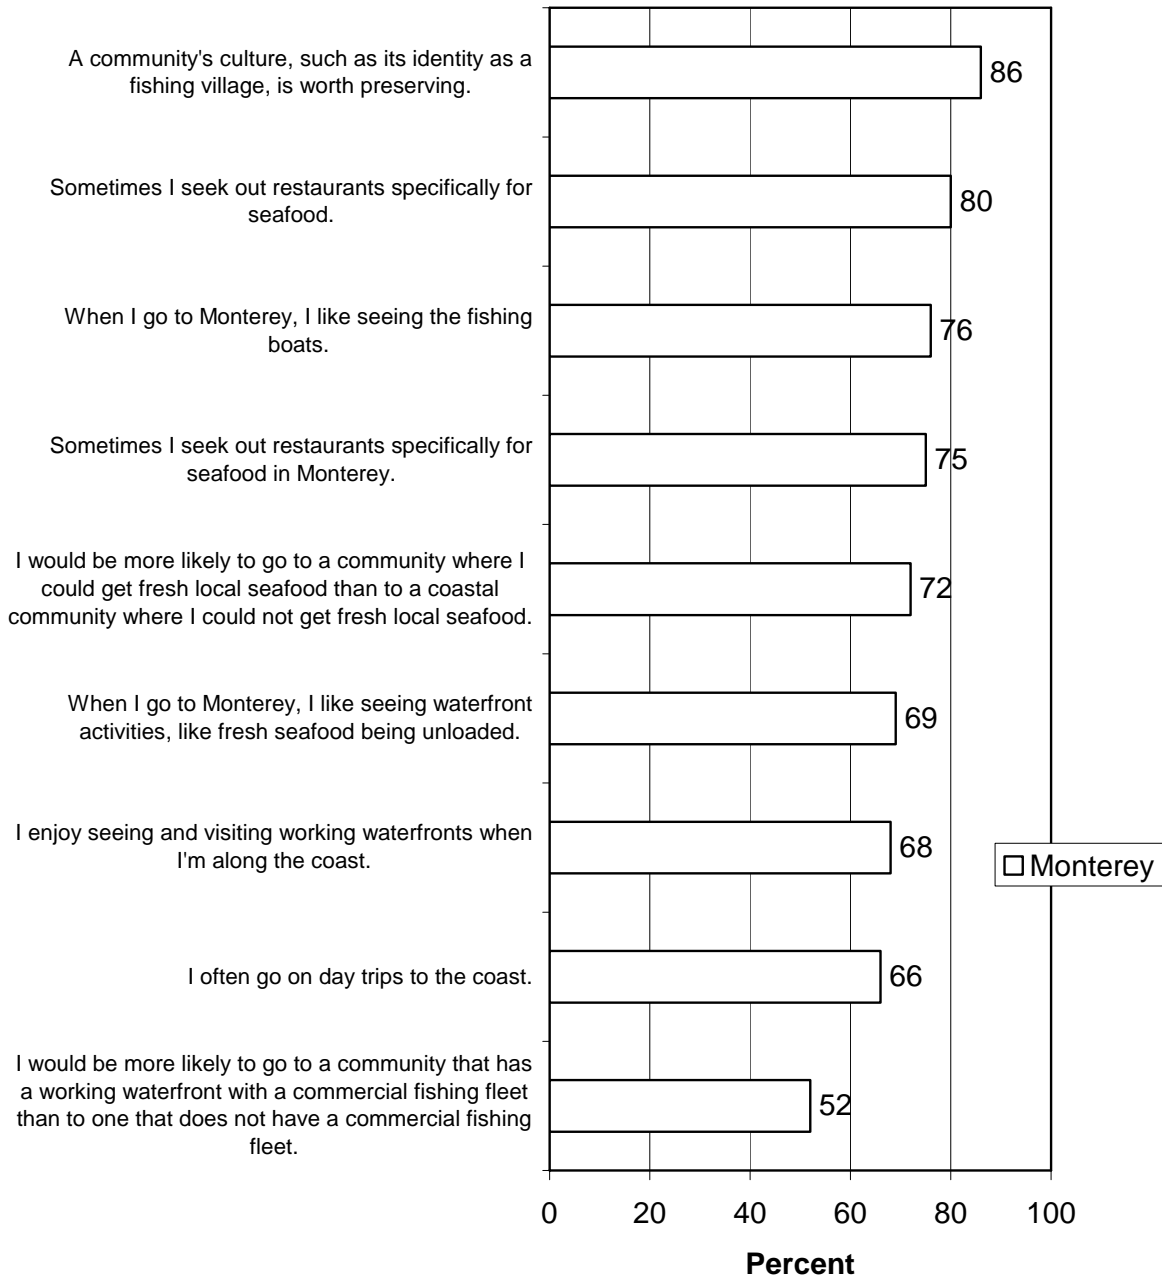 A community's culture, such as its identity as a
fishing village, is worth preserving.
86
Sometimes I seek out restaurants specifically for
seafood.
80
When I go to Monterey, I like seeing the fishing
boats.
76
Sometimes I seek out restaurants specifically for
seafood in Monterey.
75
I would be more likely to go to a community where I
could get fresh local seafood than to a coastal
community where I could not get fresh local seafood.
72
When I go to Monterey, I like seeing waterfront
activities, like fresh seafood being unloaded.
69
I enjoy seeing and visiting working waterfronts when
I'm along the coast.
68
Monterey
I often go on day trips to the coast.
66
I would be more likely to go to a community that has
a working waterfront with a commercial fishing fleet
than to one that does not have a commercial fishing
fleet.
52
0 20 40 60 80 100
Percent